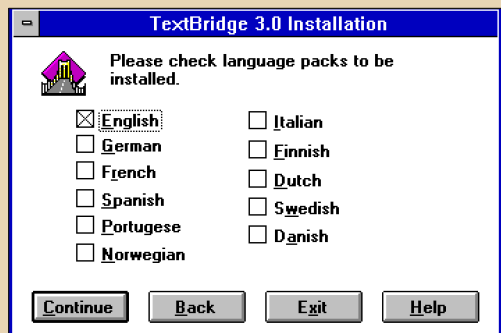 TextBridge 3.0 Installation
Please check language packs to be
installed.
English
German
French
Spanish
Portugese
Norwegian
Italian
Finnish
Dutch
Swedish
Danish
Continue Back Exit Help